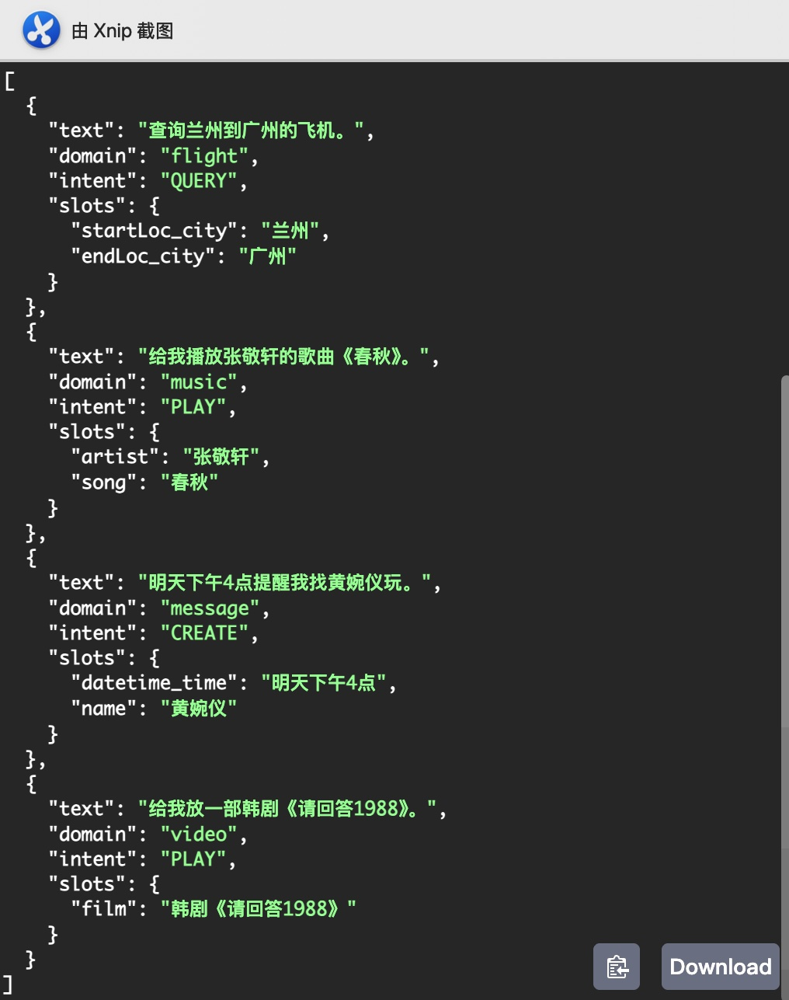 由 Xnip 截图
[
  {
    "text": "查询兰州到广州的飞机。",
    "domain": "flight",
    "intent": "QUERY",
    "slots": {
      "startLoc_city": "兰州",
      "endLoc_city": "广州"
    }
  },
  {
    "text": "给我播放张敬轩的歌曲《春秋》。",
    "domain": "music",
    "intent": "PLAY",
    "slots": {
      "artist": "张敬轩",
      "song": "春秋"
    }
  },
  {
    "text": "明天下午4点提醒我找黄婉仪玩。",
    "domain": "message",
    "intent": "CREATE",
    "slots": {
      "datetime_time": "明天下午4点",
      "name": "黄婉仪"
    }
  },
  {
    "text": "给我放一部韩剧《请回答1988》。",
    "domain": "video",
    "intent": "PLAY",
    "slots": {
      "film": "韩剧《请回答1988》"
    }
  }
]
Download